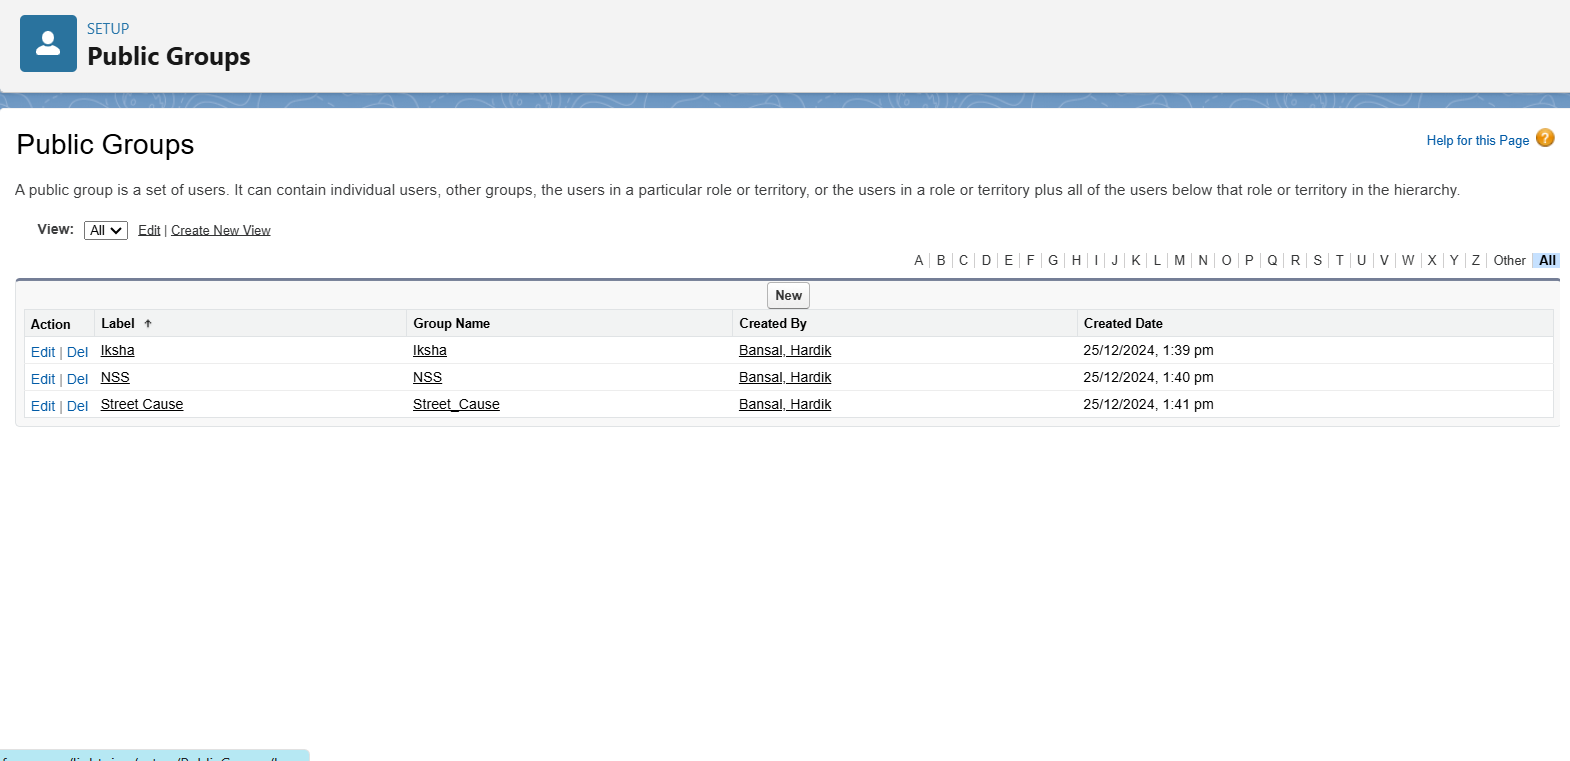 SETUP
Public Groups
Public Groups
Help for this Page ?
A public group is a set of users. It can contain individual users, other groups, the users in a particular role or territory, or the users in a role or territory plus all of the users below that role or territory in the hierarchy.
View: All Edit | Create New View
A | B | C | D | E | F | G | H | I | J | K | L | M | N | O | P | Q | R | S | T | U | V | W | X | Y | Z | Other | All
New
Action Label ↑ Group Name Created By Created Date
Edit | Del Iksha Iksha Bansal, Hardik 25/12/2024, 1:39 pm
Edit | Del NSS NSS Bansal, Hardik 25/12/2024, 1:40 pm
Edit | Del Street Cause Street_Cause Bansal, Hardik 25/12/2024, 1:41 pm